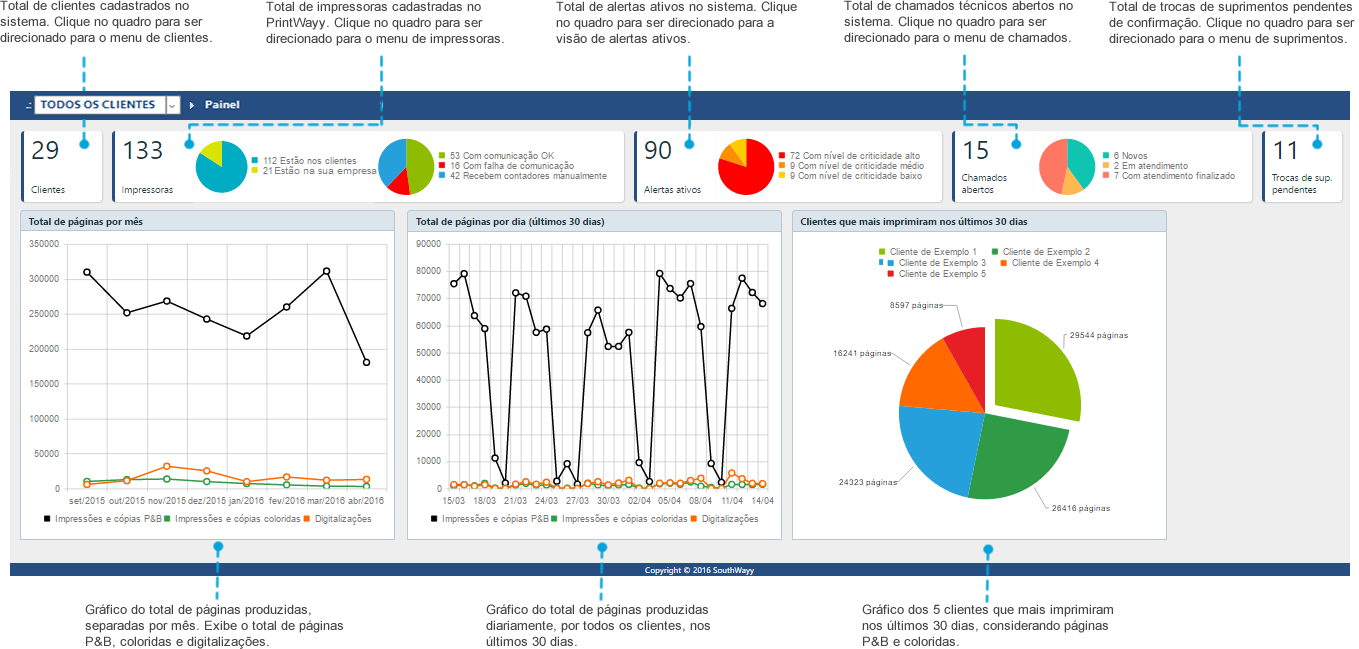 Total de clientes cadastrados no
sistema. Clique no quadro para ser
direcionado para o menu de clientes.
Total de impressoras cadastradas no
PrintWayy. Clique no quadro para ser
direcionado para o menu de impressoras.
Total de alertas ativos no sistema. Clique
no quadro para ser direcionado para a
visão de alertas ativos.
Total de chamados técnicos abertos no
sistema. Clique no quadro para ser
direcionado para o menu de chamados.
Total de trocas de suprimentos pendentes
de confirmação. Clique no quadro para ser
direcionado para o menu de suprimentos.
TODOS OS CLIENTES
Painel
29
Clientes
133
Impressoras
112 Estão nos clientes
21 Estão na sua empresa
53 Com comunicação OK
16 Com falha de comunicação
42 Recebem contadores manualmente
90
Alertas ativos
72 Com nível de criticidade alto
9 Com nível de criticidade médio
9 Com nível de criticidade baixo
15
Chamados
abertos
6 Novos
2 Em atendimento
7 Com atendimento finalizado
11
Trocas de sup.
pendentes
Total de páginas por mês
350000
300000
250000
200000
150000
100000
50000
0
set/2015 out/2015 nov/2015 dez/2015 jan/2016 fev/2016 mar/2016 abr/2016
Impressões e cópias P&B Impressões e cópias coloridas Digitalizações
Total de páginas por dia (últimos 30 dias)
90000
80000
70000
60000
50000
40000
30000
20000
10000
0
15/03 18/03 21/03 24/03 27/03 30/03 02/04 05/04 08/04 11/04 14/04
Impressões e cópias P&B Impressões e cópias coloridas Digitalizações
Clientes que mais imprimiram nos últimos 30 dias
Cliente de Exemplo 1 Cliente de Exemplo 2
Cliente de Exemplo 3 Cliente de Exemplo 4
Cliente de Exemplo 5
8597 páginas
29544 páginas
16241 páginas
24323 páginas
26416 páginas
Copyright © 2016 SouthWayy
Gráfico do total de páginas produzidas,
separadas por mês. Exibe o total de páginas
P&B, coloridas e digitalizações.
Gráfico do total de páginas produzidas
diariamente, por todos os clientes, nos
últimos 30 dias.
Gráfico dos 5 clientes que mais imprimiram
nos últimos 30 dias, considerando páginas
P&B e coloridas.